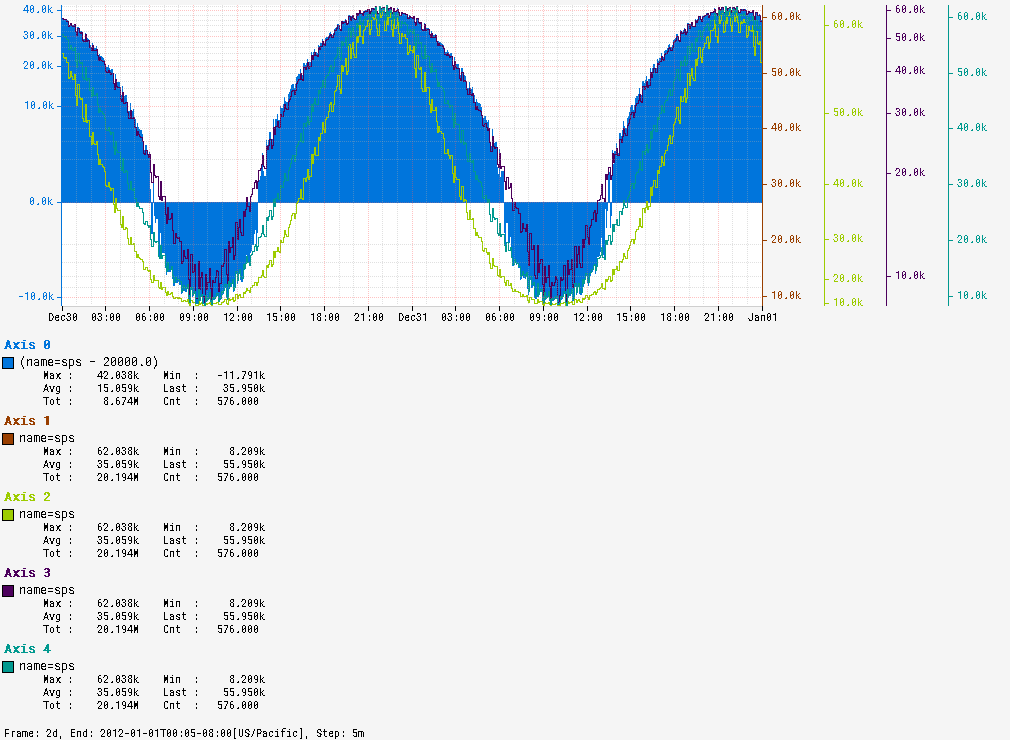 40.0k
30.0k
20.0k
10.0k
0.0k
-10.0k
60.0k
50.0k
40.0k
30.0k
20.0k
10.0k
60.0k
50.0k
40.0k
30.0k
20.0k
10.0k
60.0k
50.0k
40.0k
30.0k
20.0k
10.0k
60.0k
50.0k
40.0k
30.0k
20.0k
10.0k
Dec30 03:00 06:00 09:00 12:00 15:00 18:00 21:00 Dec31 03:00 06:00 09:00 12:00 15:00 18:00 21:00 Jan01
Axis 0
(name=sps - 20000.0)
Max : 42.038k Min : -11.791k
Avg : 15.059k Last : 35.950k
Tot : 8.674M Cnt : 576.000
Axis 1
name=sps
Max : 62.038k Min : 8.209k
Avg : 35.059k Last : 55.950k
Tot : 20.194M Cnt : 576.000
Axis 2
name=sps
Max : 62.038k Min : 8.209k
Avg : 35.059k Last : 55.950k
Tot : 20.194M Cnt : 576.000
Axis 3
name=sps
Max : 62.038k Min : 8.209k
Avg : 35.059k Last : 55.950k
Tot : 20.194M Cnt : 576.000
Axis 4
name=sps
Max : 62.038k Min : 8.209k
Avg : 35.059k Last : 55.950k
Tot : 20.194M Cnt : 576.000
Frame: 2d, End: 2012-01-01T00:05-08:00[US/Pacific], Step: 5m